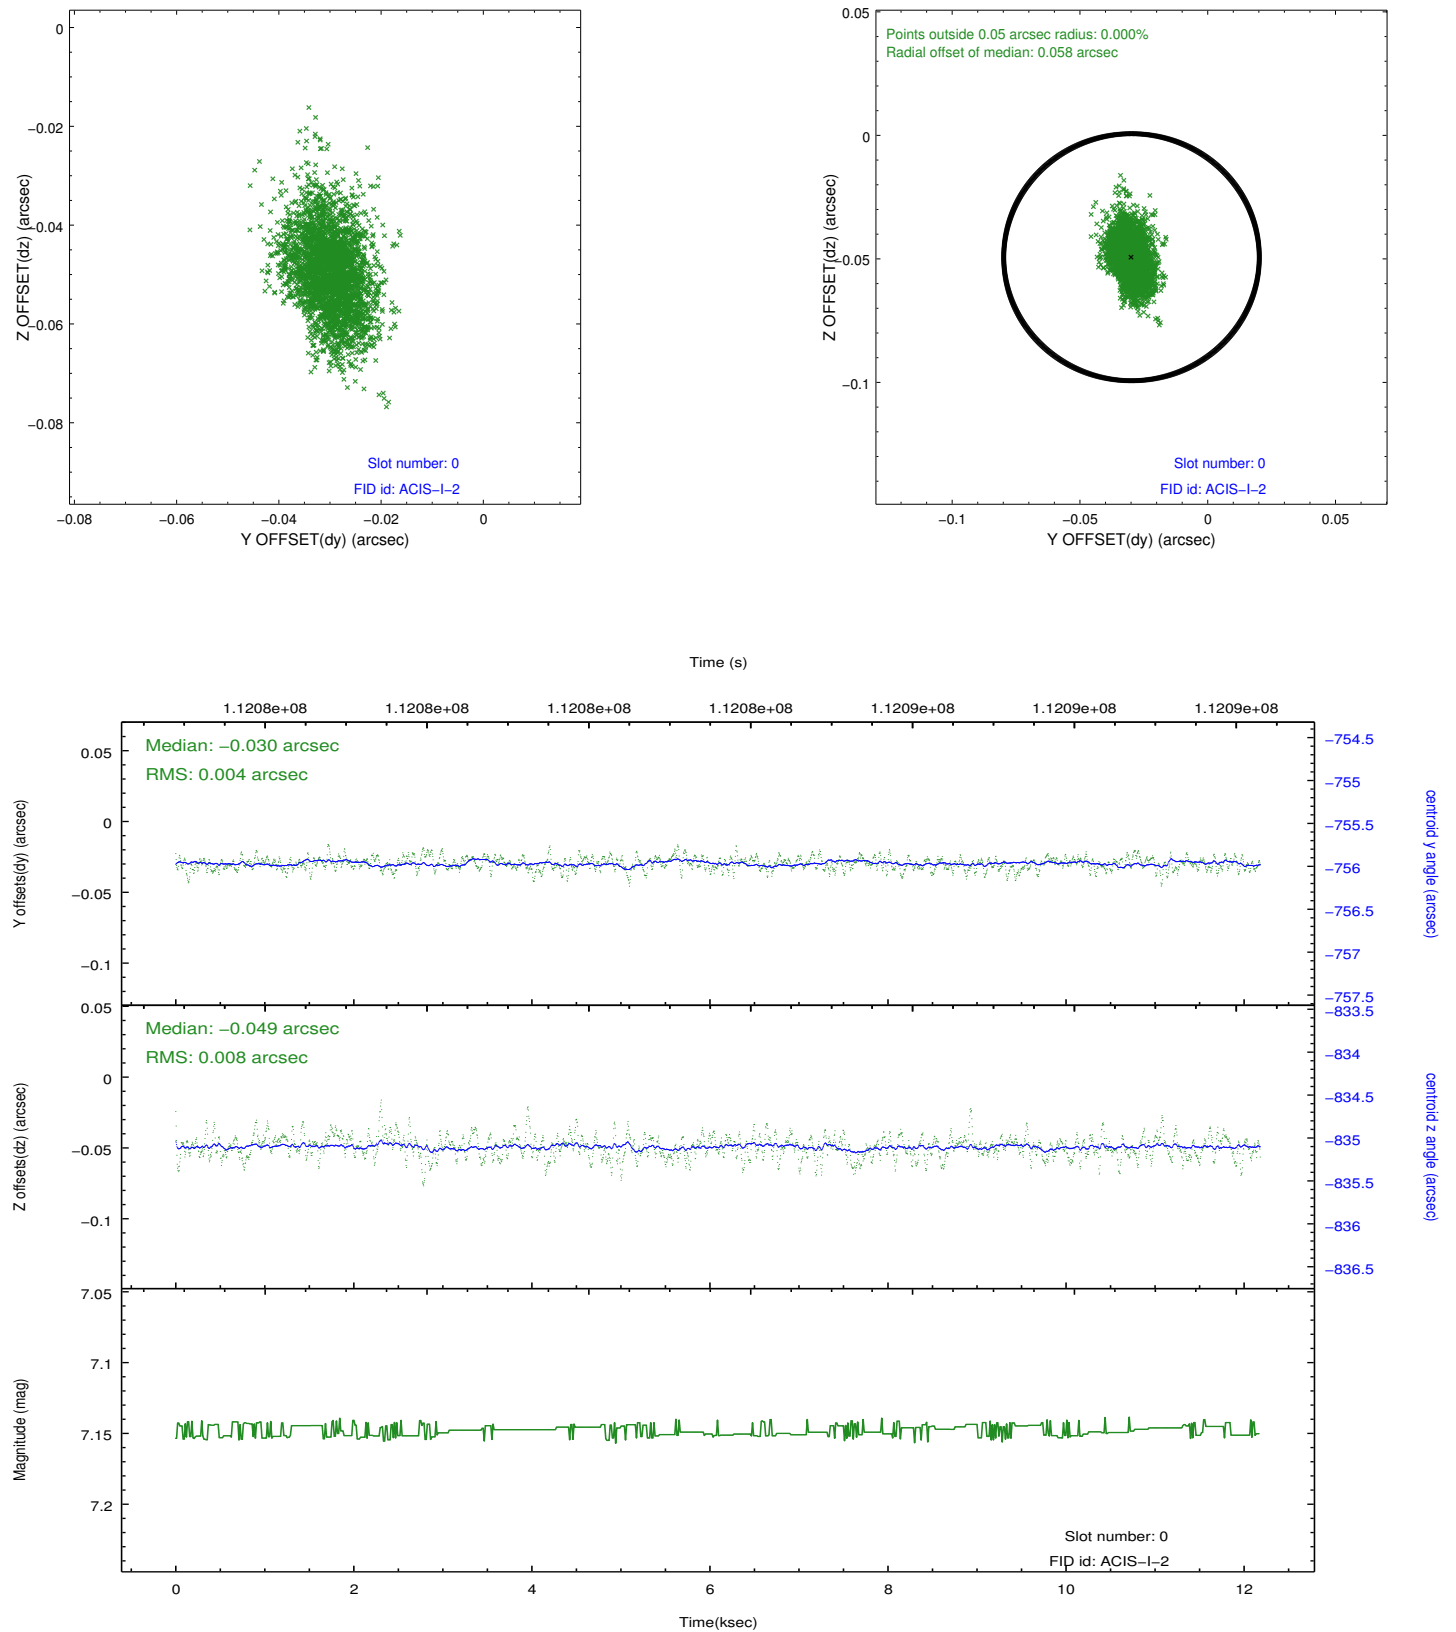 0
−0.02
−0.04
−0.06
−0.08
Z OFFSET(dz) (arcsec)
Slot number: 0
FID id: ACIS−I−2
−0.08
−0.06
−0.04
−0.02
0
Y OFFSET(dy) (arcsec)
0.05
0
−0.05
−0.1
Z OFFSET(dz) (arcsec)
Points outside 0.05 arcsec radius: 0.000%
Radial offset of median: 0.058 arcsec
Slot number: 0
FID id: ACIS−I−2
−0.1
−0.05
0
0.05
Y OFFSET(dy) (arcsec)
Time (s)
1.1208e+08
1.1208e+08
1.1208e+08
1.1208e+08
1.1209e+08
1.1209e+08
1.1209e+08
Median: −0.030 arcsec
RMS: 0.004 arcsec
0.05
0
−0.05
−0.1
Y offsets(dy) (arcsec)
−754.5
−755
−755.5
−756
−756.5
−757
−757.5
centroid y angle (arcsec)
Median: −0.049 arcsec
RMS: 0.008 arcsec
0.05
0
−0.05
−0.1
Z offsets(dz) (arcsec)
−833.5
−834
−834.5
−835
−835.5
−836
−836.5
centroid z angle (arcsec)
7.05
7.1
7.15
7.2
Magnitude (mag)
Slot number: 0
FID id: ACIS−I−2
0
2
4
6
8
10
12
Time(ksec)